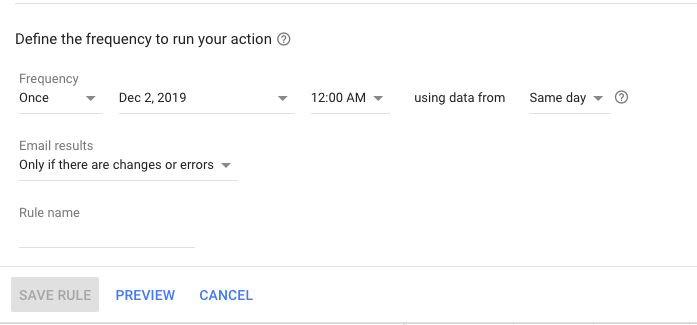 Define the frequency to run your action ?
Frequency
Once Dec 2, 2019 12:00 AM using data from Same day ?
Email results
Only if there are changes or errors
Rule name
SAVE RULE PREVIEW CANCEL